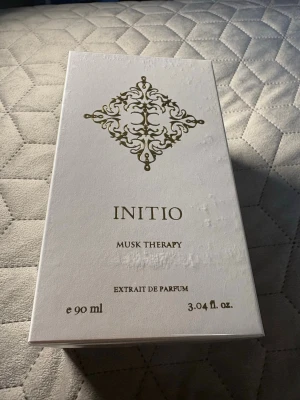 INITIO
MUSK THERAPY
EXTRAIT DE PARFUM
e 90 ml 3.04 fl. oz.